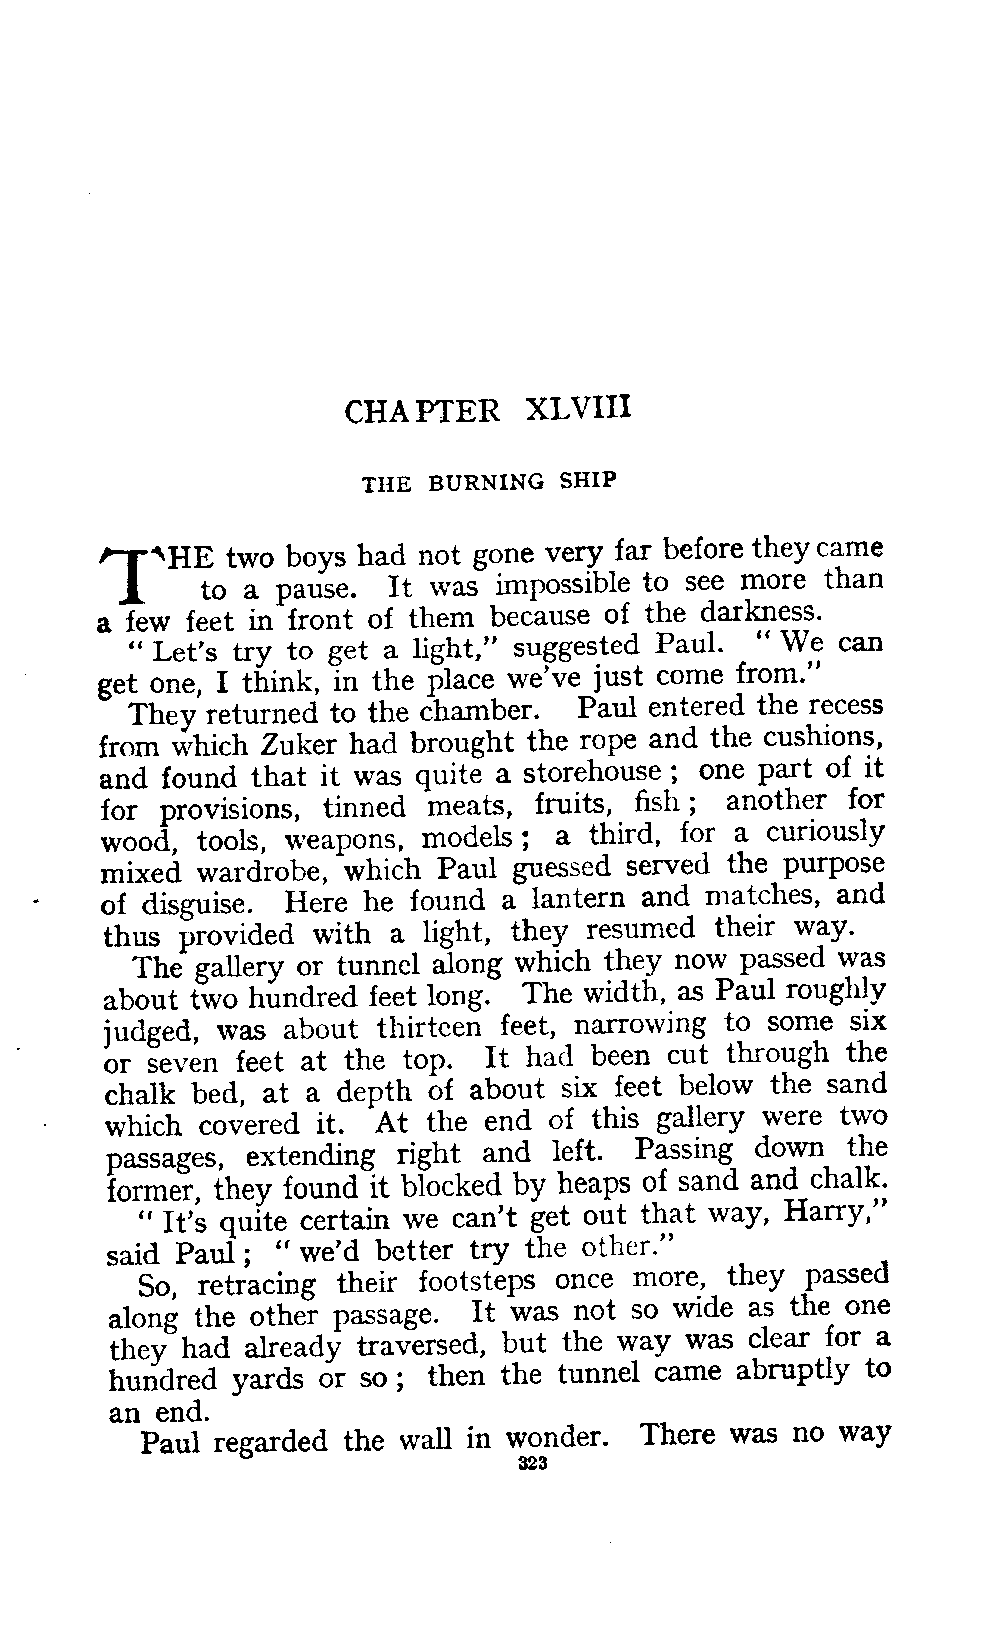 CHAPTER XLVIII
THE BURNING SHIP
THE two boys had not gone very far before they came
to a pause. It was impossible to see more than
a few feet in front of them because of the darkness.
" Let's try to get a light," suggested Paul. " We can
get one, I think, in the place we've just come from."
They returned to the chamber. Paul entered the recess
from which Zuker had brought the rope and the cushions,
and found that it was quite a storehouse ; one part of it
for provisions, tinned meats, fruits, fish ; another for
wood, tools, weapons, models ; a third, for a curiously
mixed wardrobe, which Paul guessed served the purpose
of disguise. Here he found a lantern and matches, and
thus provided with a light, they resumed their way.
The gallery or tunnel along which they now passed was
about two hundred feet long. The width, as Paul roughly
judged, was about thirteen feet, narrowing to some six
or seven feet at the top. It had been cut through the
chalk bed, at a depth of about six feet below the sand
which covered it. At the end of this gallery were two
passages, extending right and left. Passing down the
former, they found it blocked by heaps of sand and chalk.
" It's quite certain we can't get out that way, Harry,"
said Paul ; " we'd better try the other."
So, retracing their footsteps once more, they passed
along the other passage. It was not so wide as the one
they had already traversed, but the way was clear for a
hundred yards or so ; then the tunnel came abruptly to
an end.
Paul regarded the wall in wonder. There was no way
323